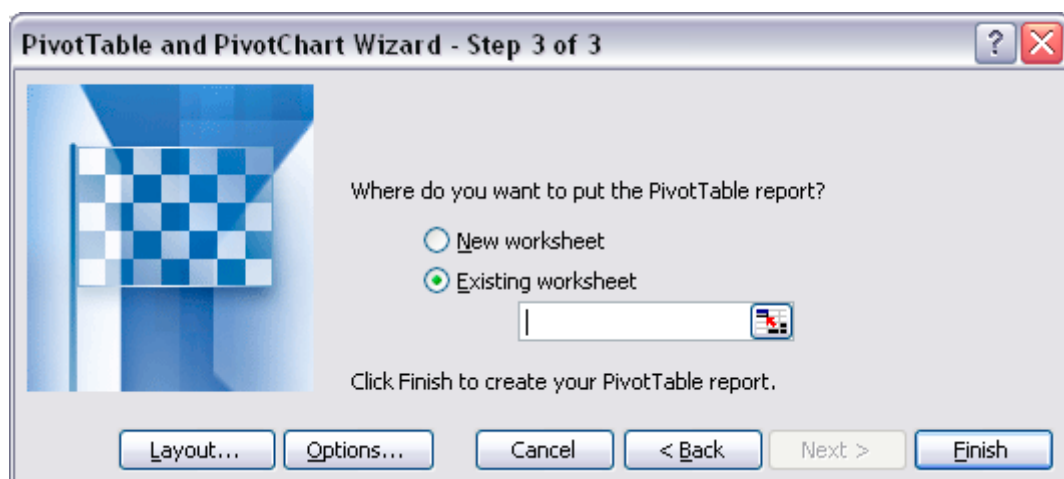 PivotTable and PivotChart Wizard - Step 3 of 3
Where do you want to put the PivotTable report?
New worksheet
Existing worksheet
Click Finish to create your PivotTable report.
Layout... Options... Cancel < Back Next > Finish